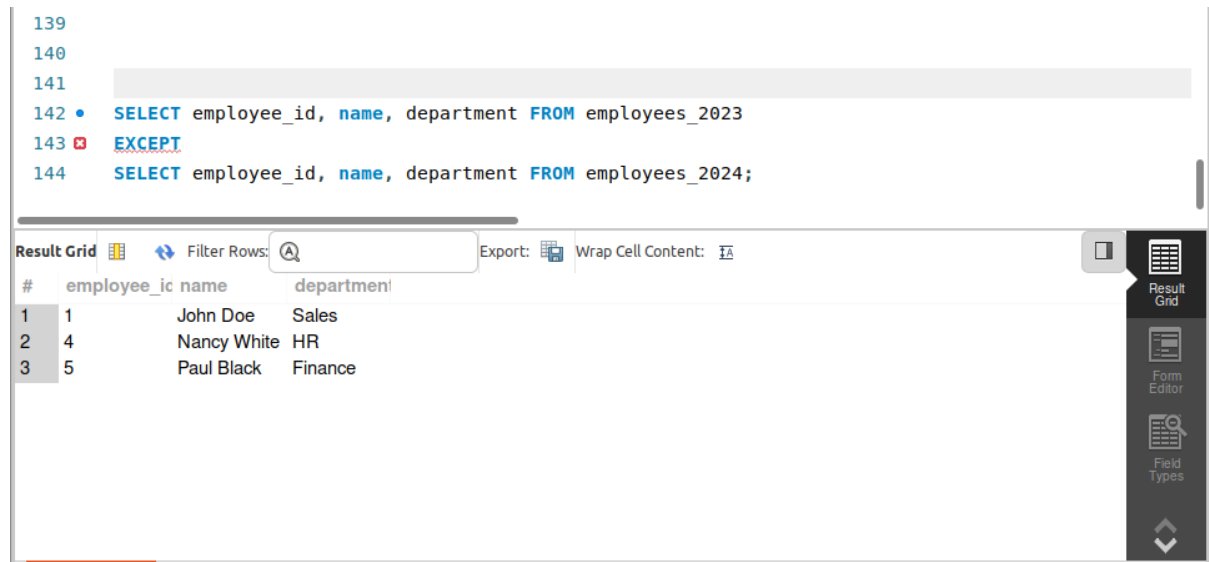 139
140
141
142 SELECT employee_id, name, department FROM employees_2023
143 EXCEPT
144 SELECT employee_id, name, department FROM employees_2024;
Result Grid Filter Rows: Export: Wrap Cell Content: IA
# employee_id name department
1 1 John Doe Sales
2 4 Nancy White HR
3 5 Paul Black Finance
Result
Grid
Form
Editor
Field
Types